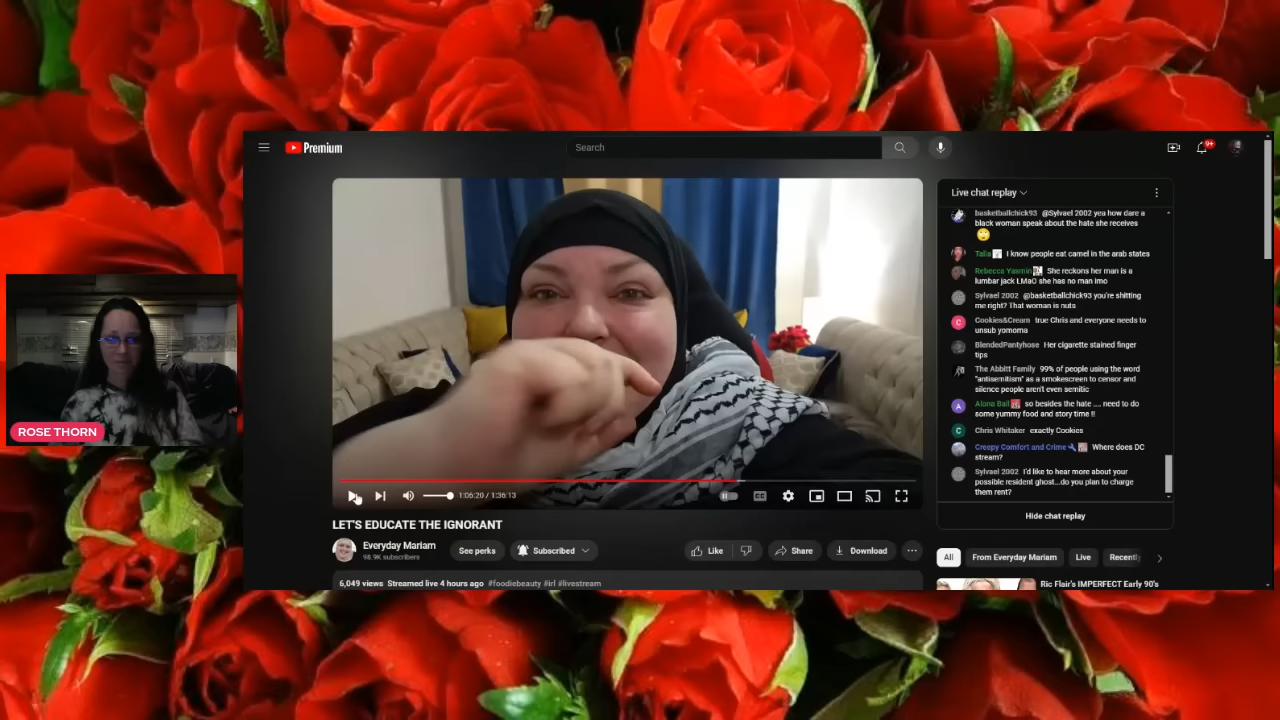 Premium
Search
9+
Live chat replay
basketballchick93 @Sylvael 2002 yea how dare a
black woman speak about the hate she receives
Talia I know people eat camel in the arab states
Rebecca Yasmin She reckons her man is a
lumbar jack LMaO she has no man imo
Sylvael 2002 @basketballchick93 you're shitting
me right? That woman is nuts
Cookies&Cream true Chris and everyone needs to
unsub yomoma
BlendedPantyhose Her cigarette stained finger
tips
The Abbitt Family 99% of people using the word
"antisemitism" as a smokescreen to censor and
silence people aren't even semitic
Alona Ball so besides the hate .... need to do
some yummy food and story time !!
Chris Whitaker exactly Cookies
Creepy Comfort and Crime Where does DC
stream?
Sylvael 2002 I'd like to hear more about your
possible resident ghost...do you plan to charge
them rent?
Hide chat replay
ROSE THORN
1:06:20 / 1:36:13
LET'S EDUCATE THE IGNORANT
Everyday Mariam
98.9K subscribers
See perks
Subscribed
Like
Share
Download
All
From Everyday Mariam
Live
Recently
6,049 views Streamed live 4 hours ago #foodiebeauty #irl #livestream
Ric Flair's IMPERFECT Early 90's